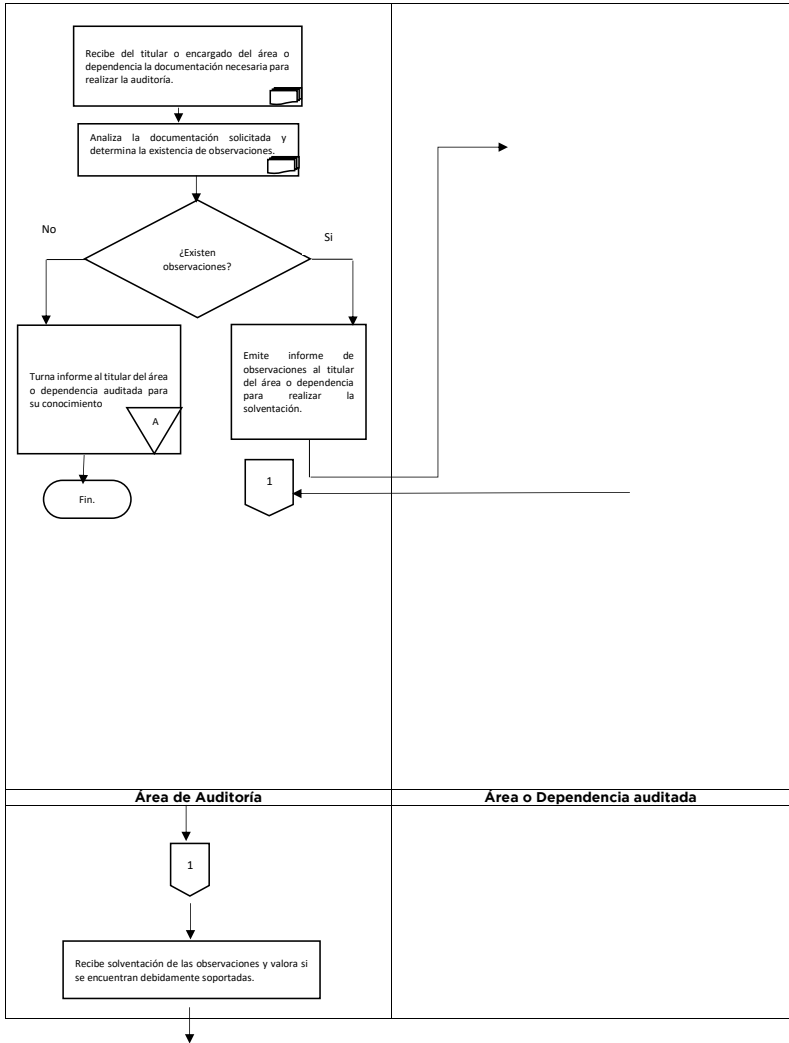 Recibe del titular o encargado del área o
dependencia la documentación necesaria para
realizar la auditoría.
Analiza la documentación solicitada y
determina la existencia de observaciones.
No
¿Existen
observaciones?
Si
Turna informe al titular del área
o dependencia auditada para
su conocimiento
A
Emite informe de
observaciones al titular
del área o dependencia
para realizar la
solventación.
Fin.
1
Área de Auditoría
Área o Dependencia auditada
1
Recibe solventación de las observaciones y valora si
se encuentran debidamente soportadas.